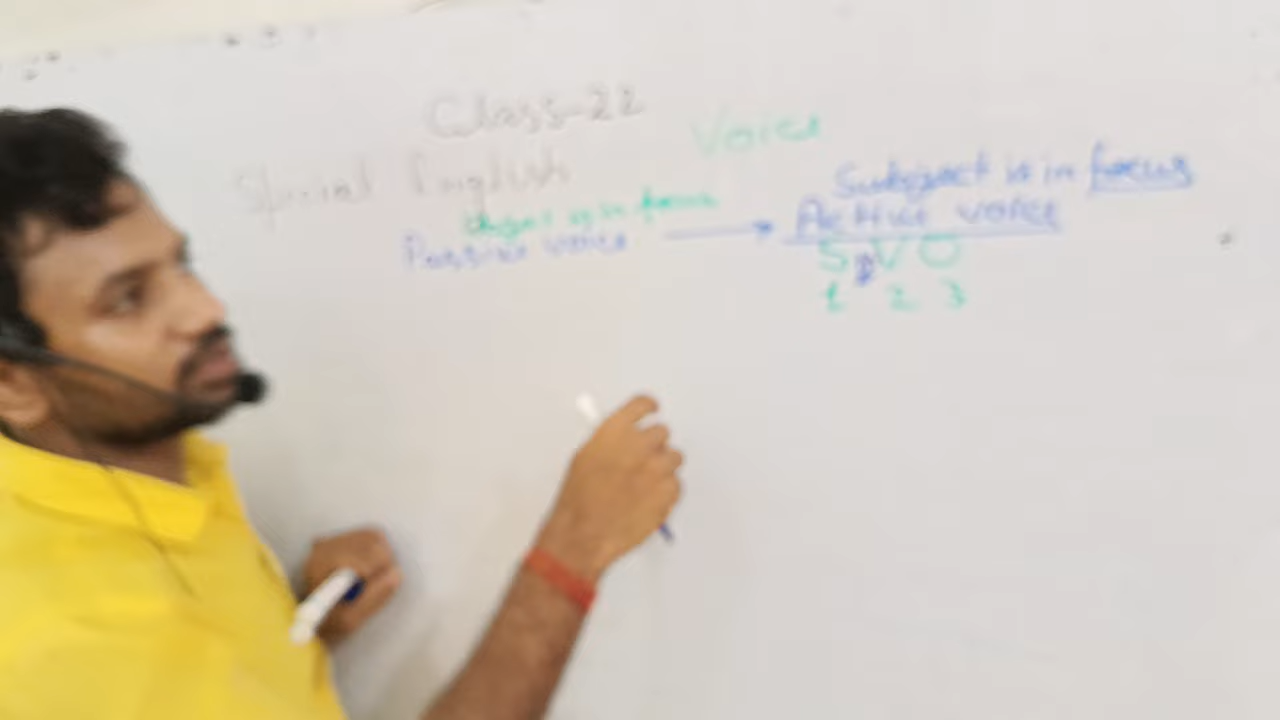 Class-22
Voice
Special English
Subject is in focus
object is in focus
Passive voice → Active voice
S V O
1 2 3